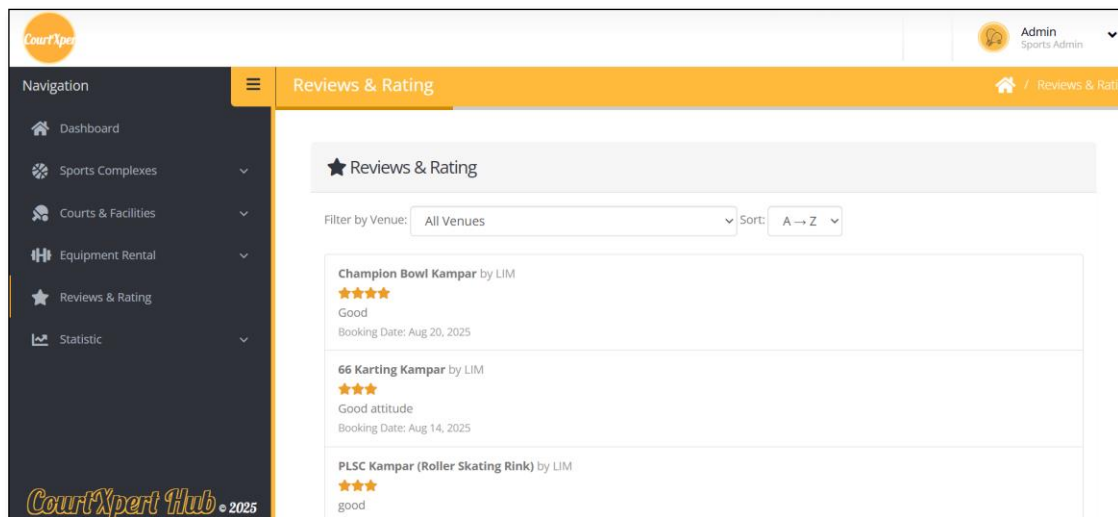 CourtXper
Admin
Sports Admin
Navigation
Reviews & Rating
/ Reviews & Rati
Dashboard
Sports Complexes
Courts & Facilities
Equipment Rental
Reviews & Rating
Statistic
CourtXpert Hub © 2025
Reviews & Rating
Filter by Venue: All Venues Sort: A → Z
Champion Bowl Kampar by LIM
Good
Booking Date: Aug 20, 2025
66 Karting Kampar by LIM
Good attitude
Booking Date: Aug 14, 2025
PLSC Kampar (Roller Skating Rink) by LIM
good